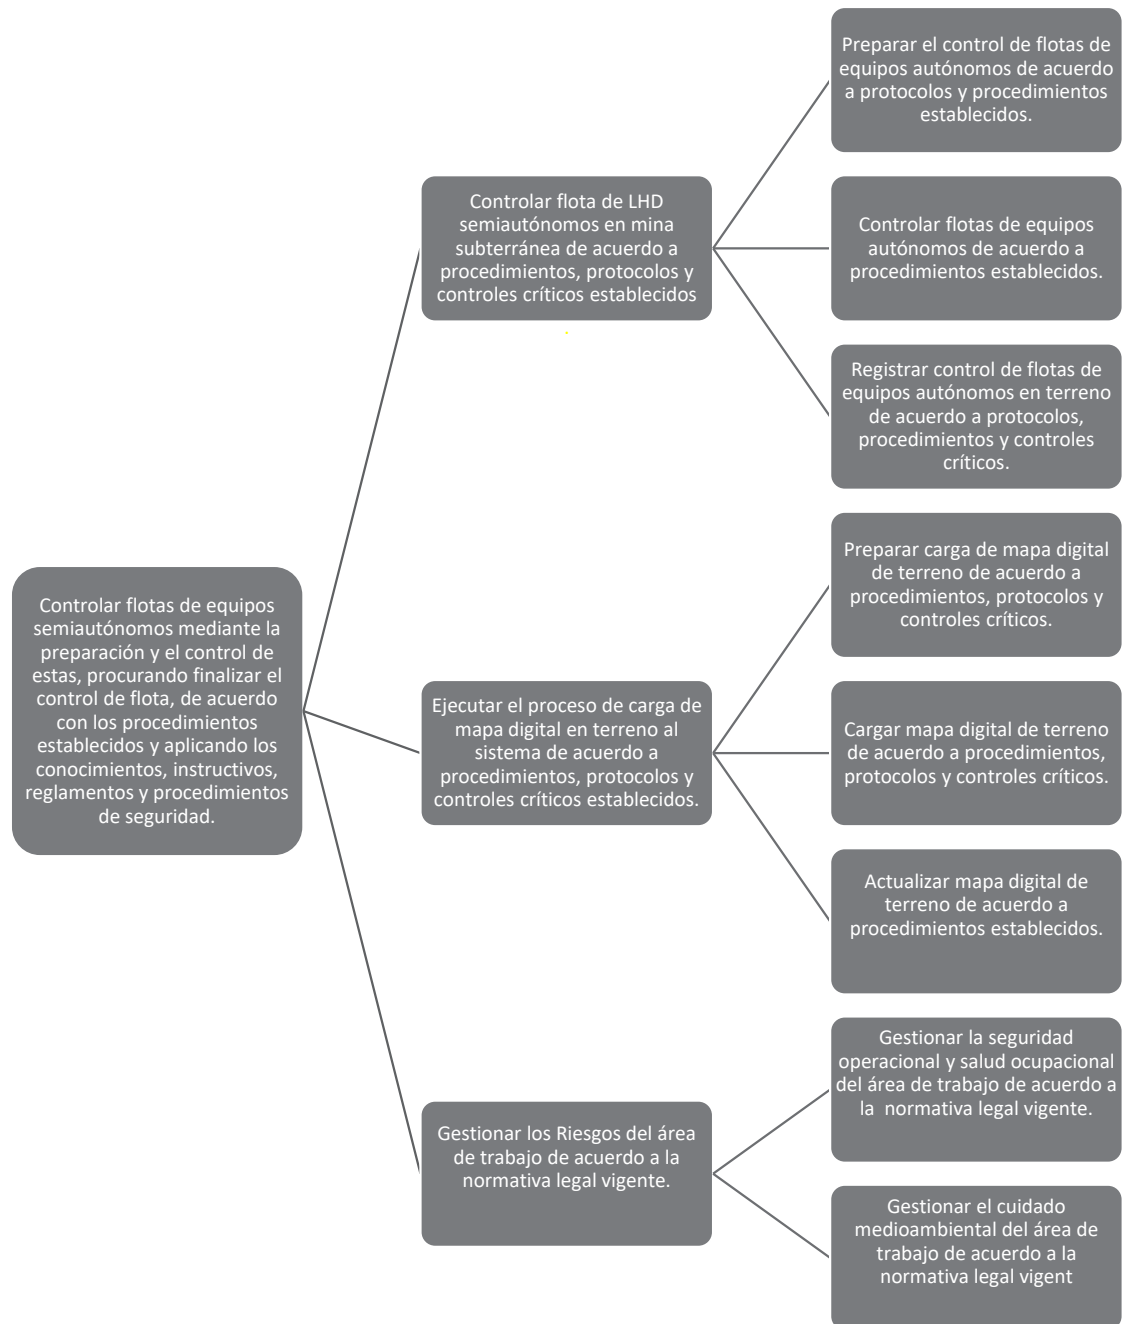 Controlar flotas de equipos
semiautónomos mediante la
preparación y el control de
estas, procurando finalizar el
control de flota, de acuerdo
con los procedimientos
establecidos y aplicando los
conocimientos, instructivos,
reglamentos y procedimientos
de seguridad.
Controlar flota de LHD
semiautónomos en mina
subterránea de acuerdo a
procedimientos, protocolos y
controles críticos establecidos
Preparar el control de flotas de
equipos autónomos de acuerdo
a protocolos y procedimientos
establecidos.
Controlar flotas de equipos
autónomos de acuerdo a
procedimientos establecidos.
Registrar control de flotas de
equipos autónomos en terreno
de acuerdo a protocolos,
procedimientos y controles
críticos.
Ejecutar el proceso de carga de
mapa digital en terreno al
sistema de acuerdo a
procedimientos, protocolos y
controles críticos establecidos.
Preparar carga de mapa digital
de terreno de acuerdo a
procedimientos, protocolos y
controles críticos.
Cargar mapa digital de terreno
de acuerdo a procedimientos,
protocolos y controles críticos.
Actualizar mapa digital de
terreno de acuerdo a
procedimientos establecidos.
Gestionar los Riesgos del área
de trabajo de acuerdo a la
normativa legal vigente.
Gestionar la seguridad
operacional y salud ocupacional
del área de trabajo de acuerdo a
la normativa legal vigente.
Gestionar el cuidado
medioambiental del área de
trabajo de acuerdo a la
normativa legal vigent